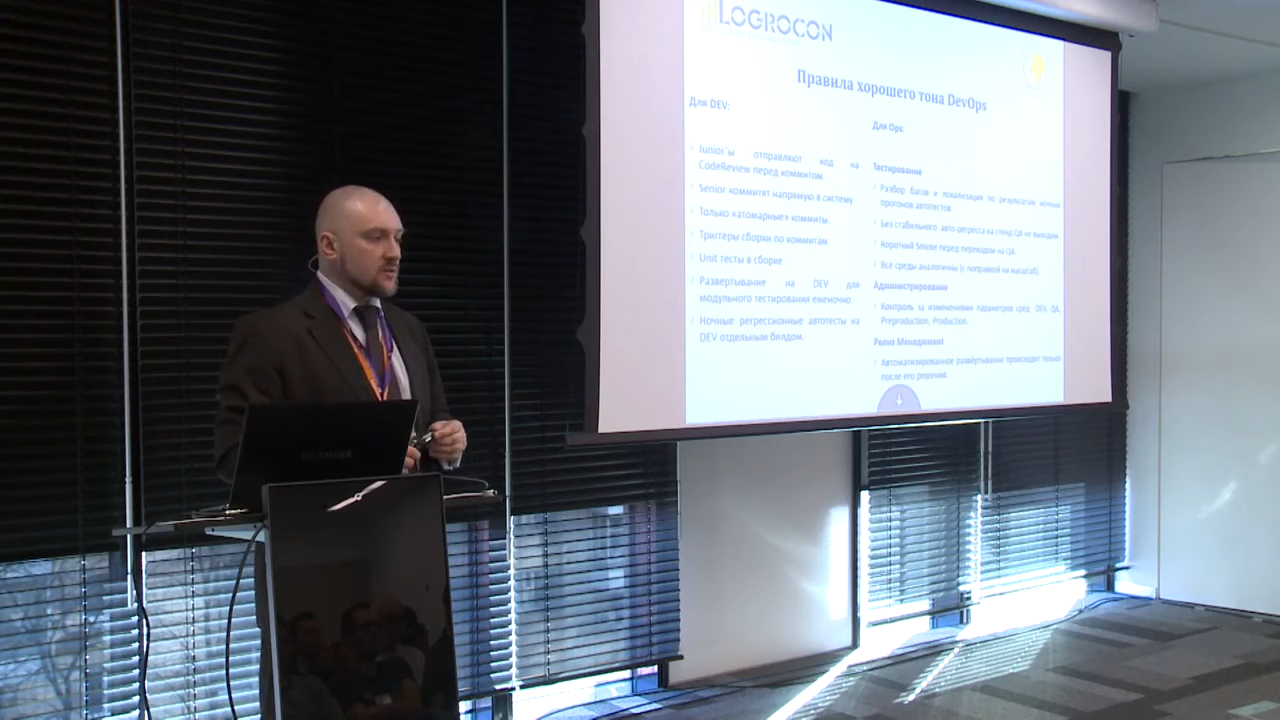 LOGROCON
Правила хорошего тона DevOps
Для DEV:
Junior'ы отправляют код на
CodeReview перед коммитом.
Senior коммитят напрямую в систему
Только «атомарные» коммиты.
Триггеры сборки по коммитам
Unit тесты в сборке
Развертывание на DEV для
модульного тестирования еженочно.
Ночные регрессионные автотесты на
DEV отдельным билдом.
Для Ops:
Тестирование
Разбор багов и локализация по результатам ночных
прогонов автотестов.
Без стабильного авто-регресса на стенд QA не выходим.
Короткий Smoke перед переходом на QA.
Все среды аналогичны (с поправкой на масштаб).
Администрирование
Контроль за изменениями параметров сред DEV, QA,
Preproduction, Production.
Релиз Менеджмент
Автоматизированное развёртывание происходит только
после его решения.